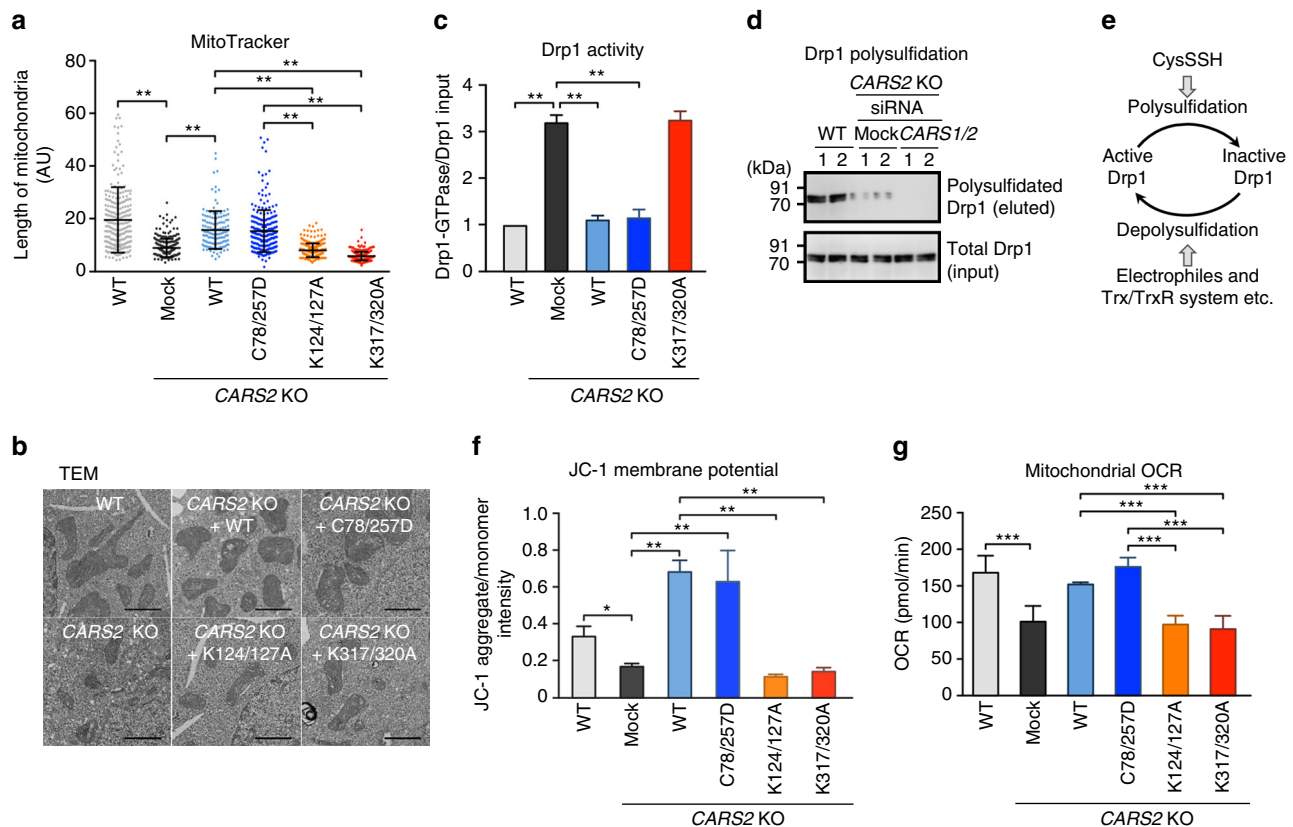 a
MitoTracker
Length of mitochondria
(AU)
80
60
40
20
0
**
**
**
**
**
**
WT
Mock
WT
C78/257D
K124/127A
K317/320A
CARS2 KO
c
Drp1 activity
Drp1-GTPase/Drp1 input
4
3
2
1
0
**
**
**
WT
Mock
WT
C78/257D
K317/320A
CARS2 KO
d
Drp1 polysulfidation
CARS2 KO
siRNA
WT Mock CARS1/2
(kDa) 1 2 1 2 1 2
91
70
Polysulfidated
Drp1 (eluted)
91
70
Total Drp1
(input)
e
CysSSH
Polysulfidation
Active
Drp1
Inactive
Drp1
Depolysulfidation
Electrophiles and
Trx/TrxR system etc.
b
TEM
WT
CARS2 KO
+ WT
CARS2 KO
+ C78/257D
CARS2 KO
CARS2 KO
+ K124/127A
CARS2 KO
+ K317/320A
f
JC-1 membrane potential
JC-1 aggregate/monomer
intensity
1.0
0.8
0.6
0.4
0.2
0
*
**
**
**
**
WT
Mock
WT
C78/257D
K124/127A
K317/320A
CARS2 KO
g
Mitochondrial OCR
OCR (pmol/min)
250
200
150
100
50
0
***
***
***
***
***
WT
Mock
WT
C78/257D
K124/127A
K317/320A
CARS2 KO